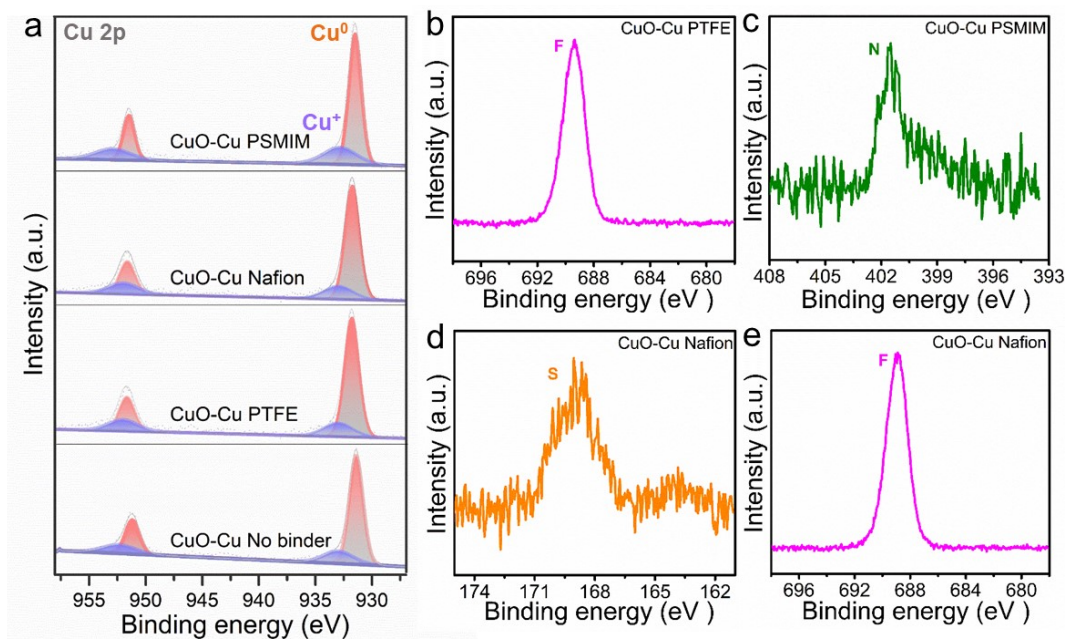 a
Cu 2p
Cu⁰
Cu⁺
CuO-Cu PSMIM
CuO-Cu Nafion
CuO-Cu PTFE
CuO-Cu No binder
Intensity (a.u.)
955 950 945 940 935 930
Binding energy (eV)
b
CuO-Cu PTFE
F
Intensity (a.u.)
696 692 688 684 680
Binding energy (eV )
c
CuO-Cu PSMIM
N
Intensity (a.u.)
408 405 402 399 396 393
Binding energy (eV )
d
CuO-Cu Nafion
S
Intensity (a.u.)
174 171 168 165 162
Binding energy (eV )
e
CuO-Cu Nafion
F
Intensity (a.u.)
696 692 688 684 680
Binding energy (eV )